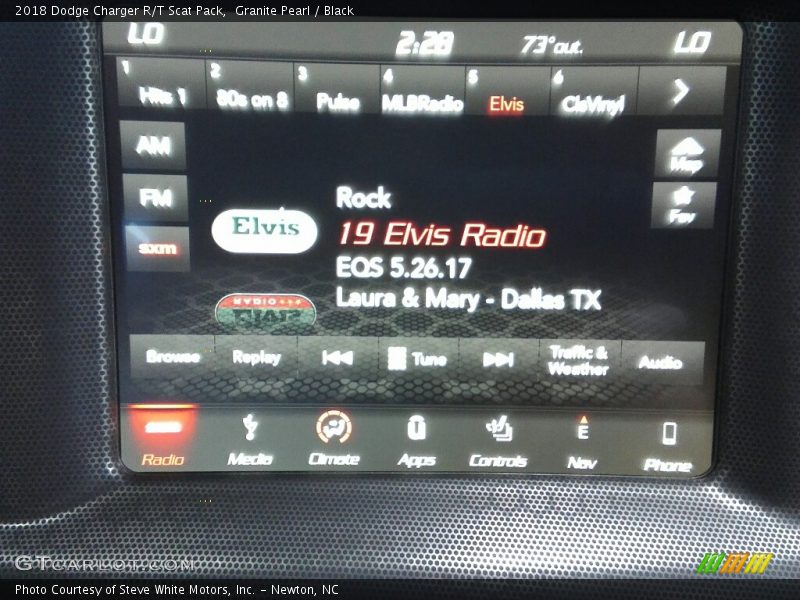 2018 Dodge Charger R/T Scat Pack, Granite Pearl / Black
LO 2:28 73°out. LO
1 2 3 4 5 6
Hits 1 80s on 8 Pulse MLBRadio Elvis ClsVinyl
AM
Map
FM
Fav
sxm
Elvis
Rock
19 Elvis Radio
EQS 5.26.17
Laura & Mary - Dallas TX
Browse Replay Tune Traffic & Weather Audio
E
Radio Media Climate Apps Controls Nav Phone
GTCARLOT.COM
Photo Courtesy of Steve White Motors, Inc. – Newton, NC